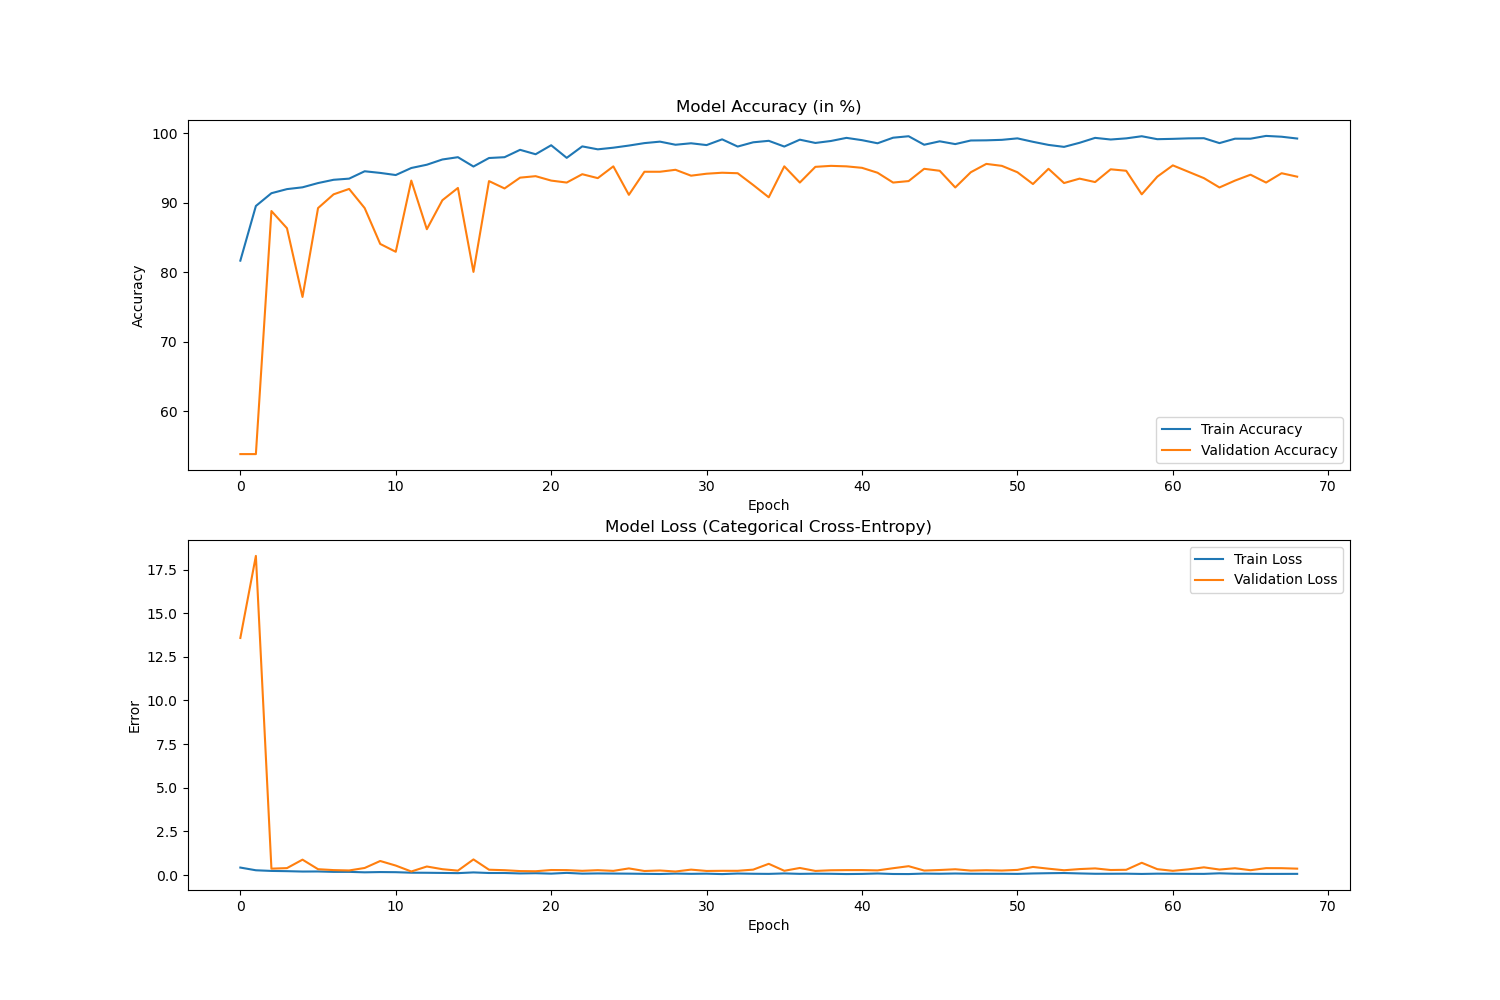 Model Accuracy (in %)
100
90
80
70
60
Accuracy
Train Accuracy
Validation Accuracy
0 10 20 30 40 50 60 70
Epoch
Model Loss (Categorical Cross-Entropy)
17.5
15.0
12.5
10.0
7.5
5.0
2.5
0.0
Error
Train Loss
Validation Loss
0 10 20 30 40 50 60 70
Epoch